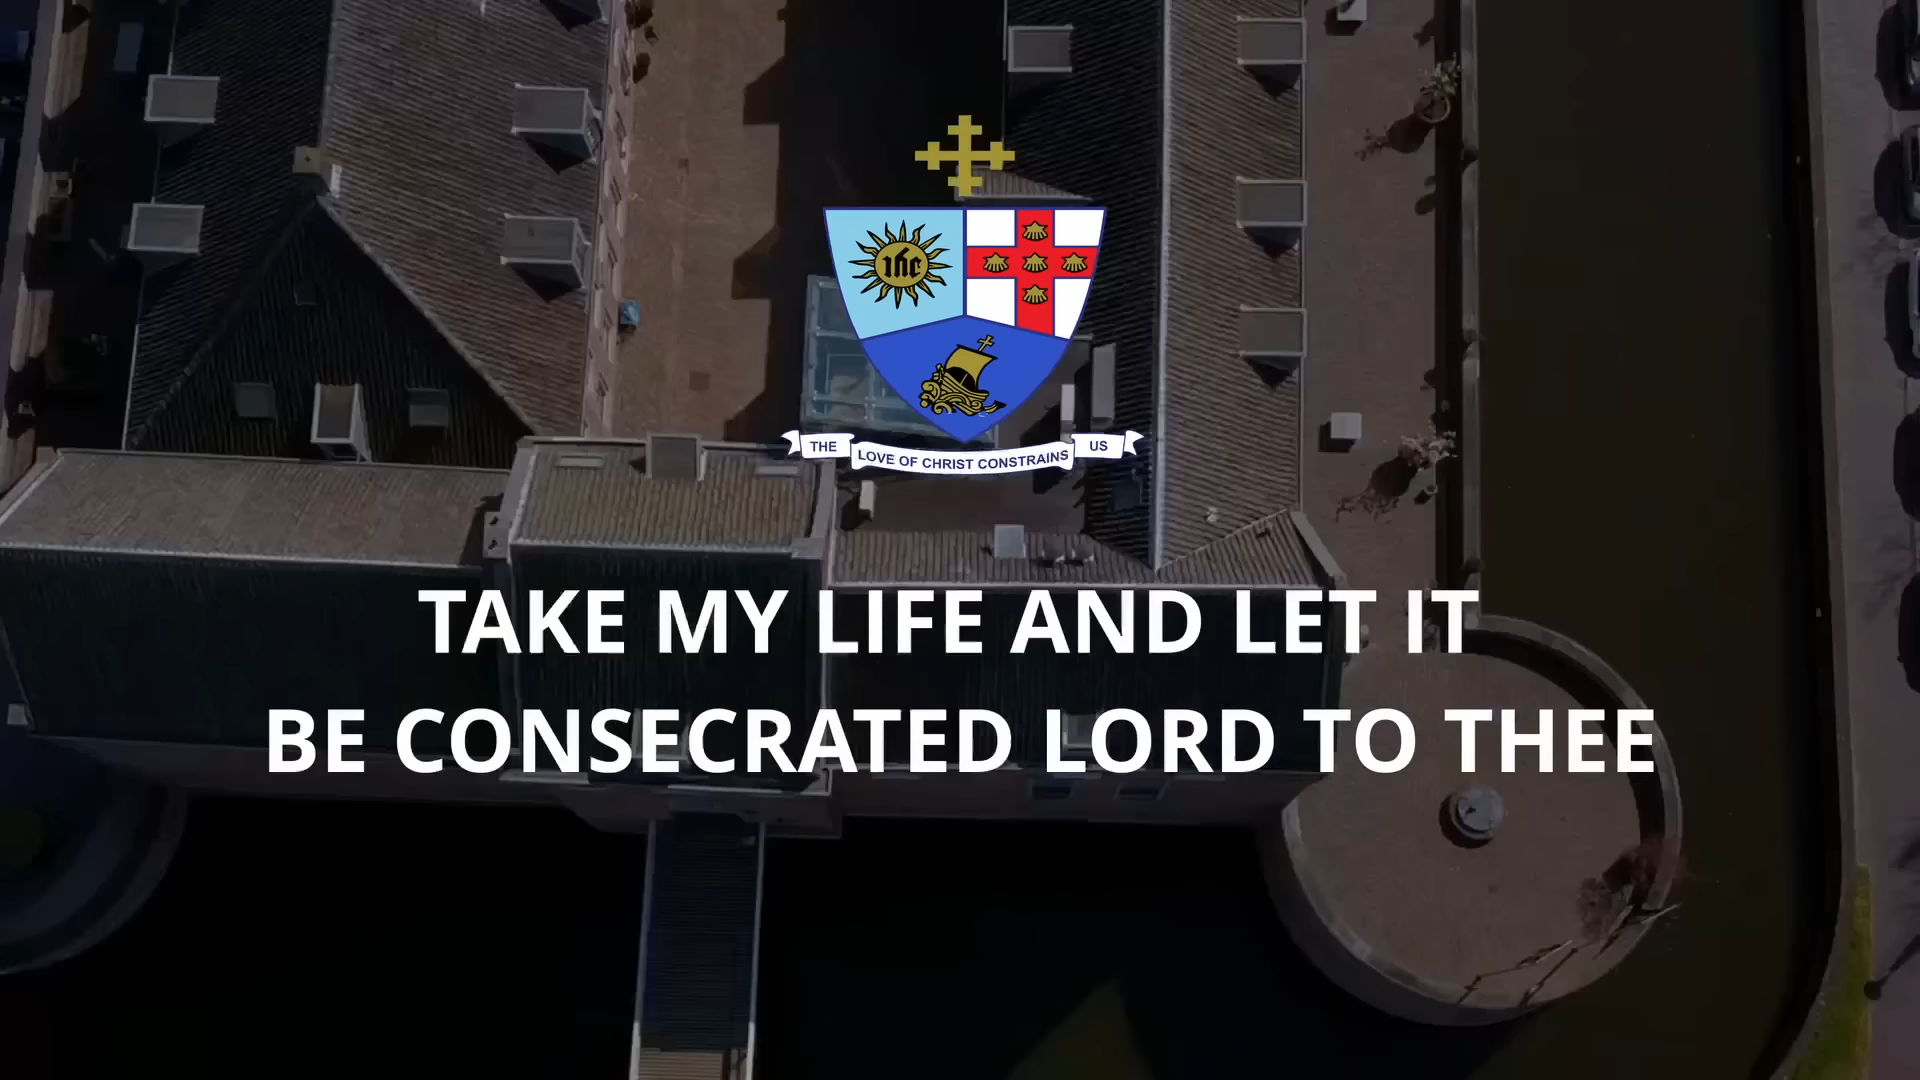 ihc
THE LOVE OF CHRIST CONSTRAINS US
TAKE MY LIFE AND LET IT
BE CONSECRATED LORD TO THEE